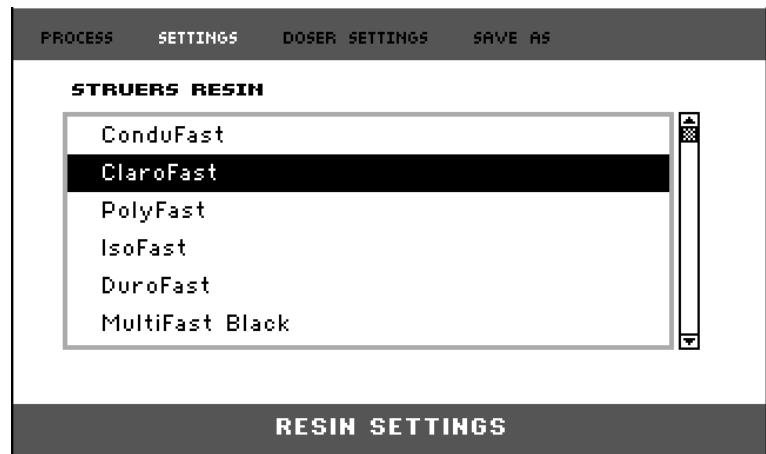 PROCESS SETTINGS DOSER SETTINGS SAVE AS
STRUERS RESIN
ConduFast
ClaroFast
PolyFast
IsoFast
DuroFast
MultiFast Black
RESIN SETTINGS